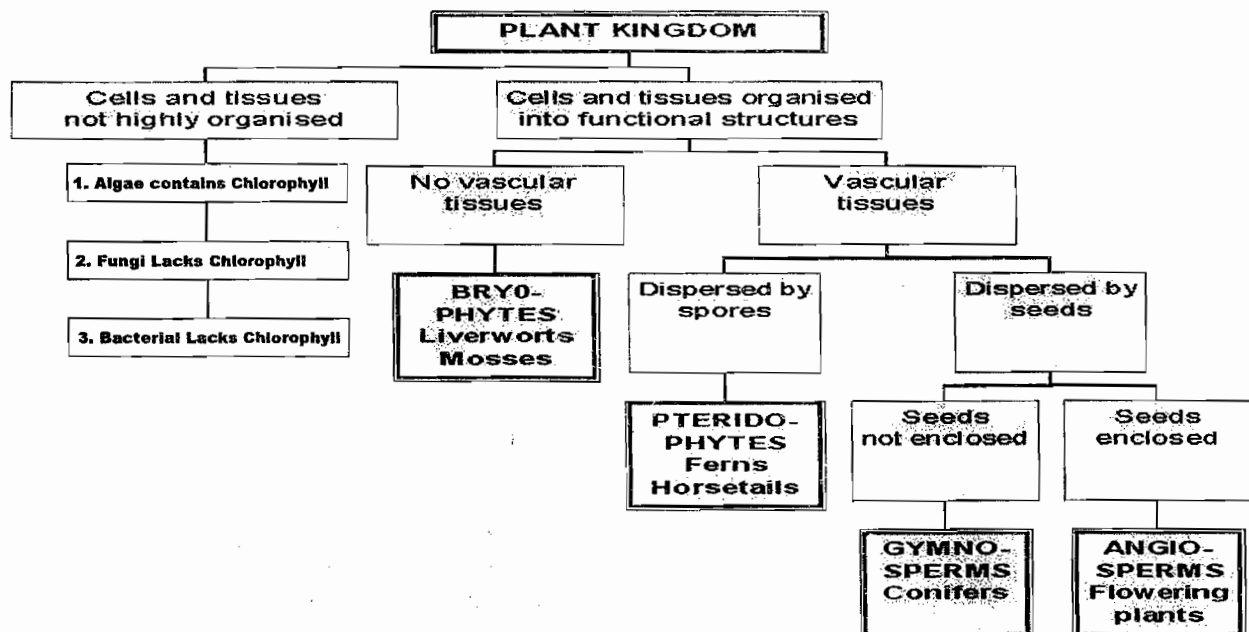 PLANT KINGDOM
Cells and tissues
not highly organised
Cells and tissues organised
into functional structures
1. Algae contains Chlorophyll
2. Fungi Lacks Chlorophyll
3. Bacterial Lacks Chlorophyll
No vascular
tissues
Vascular
tissues
BRY0-
PHYTES
Liverworts
Mosses
Dispersed by
spores
Dispersed by
seeds
PTERIDO-
PHYTES
Ferns
Horsetails
Seeds
not enclosed
Seeds
enclosed
GYMNO-
SPERMS
Conifers
ANGIO-
SPERMS
Flowering
plants